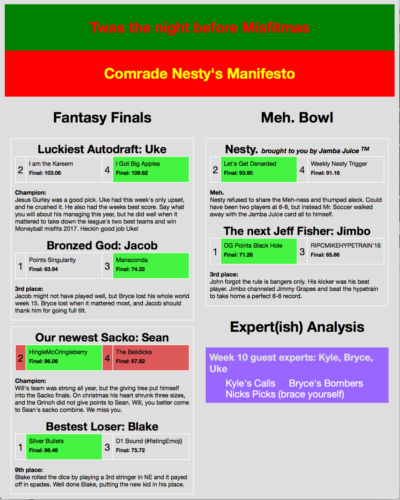 Twas the night before Misfitmas
Comrade Nesty's Manifesto
Fantasy Finals
Luckiest Autodraft: Uke
2 I am the Kareem Final: 103.06 4 I Got Big Apples Final: 109.62
Champion:
Jesus Gurley was a good pick. Uke had this week's only upset,
and he crushed it. He also had the weeks best score. Say what
you will about his managing this year, but he did well when it
mattered to take down the league's two best teams and win
Moneyball misfits 2017. Heckin good job Uke!
Bronzed God: Jacob
1 Points Singularity Final: 63.94 3 Manaconda Final: 74.32
3rd place:
Jacob might not have played well, but Bryce lost his whole world
week 15. Bryce lost when it mattered most, and Jacob should
thank him for going full tilt.
Our newest Sacko: Sean
2 HingleMcCringleberry Final: 96.08 4 The Belldicks Final: 67.82
Champion:
Will's team was strong all year, but the giving tree put himself
into the Sacko finals. On christmas his heart shrunk three sizes,
and the Grinch did not give points to Sean. Will, you better come
to Sean's sacko combine. We miss you.
Bestest Loser: Blake
1 Silver Bullets Final: 96.46 3 D1 Bound (#fistingEmoji) Final: 75.72
9th place:
Blake rolled the dice by playing a 3rd stringer in NE and it payed
off in spades. Well done Blake, putting the new kid in his place.
Meh. Bowl
Nesty. brought to you by Jamba Juice TM
2 Let's Get Denarded Final: 93.90 4 Weekly Nesty Trigger Final: 91.16
Meh.
Nesty refused to share the Meh-ness and thumped aleck. Could
have been two players at 8-8, but instead Mr. Soccer walked
away with the Jamba Juice card all to himself.
The next Jeff Fisher: Jimbo
1 OG Points Black Hole Final: 71.28 3 RIPCMIKEHYPETRAIN'16 Final: 65.86
3rd place:
John forgot the rule is bangers only. His kicker was his best
player. Jimbo channeled Jimmy Grapes and beat the hypetrain
to take home a perfect 8-8 record.
Expert(ish) Analysis
Week 10 guest experts: Kyle, Bryce,
Uke
Kyle's Calls Bryce's Bombers
Nicks Picks (brace yourself)